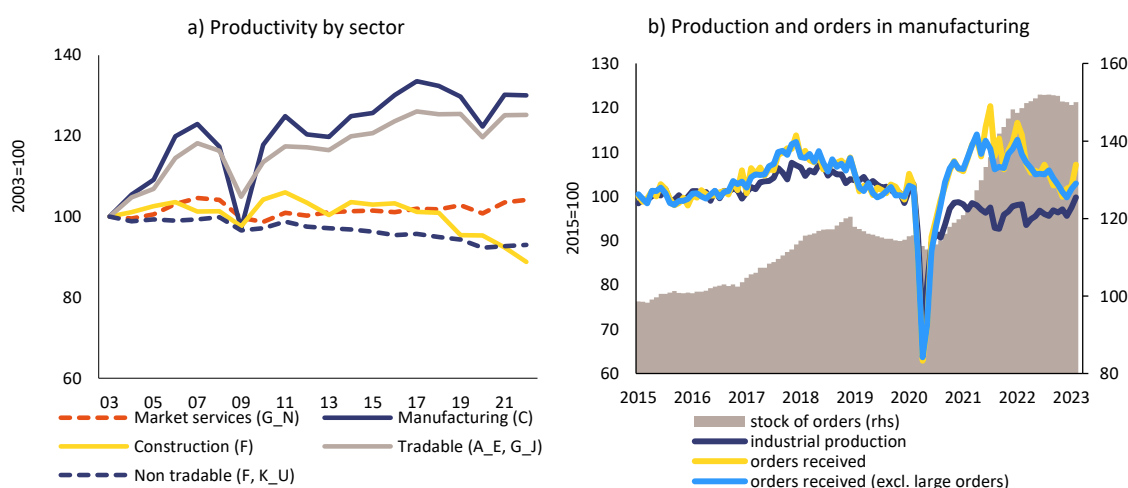 a) Productivity by sector
140
120
100
80
60
2003=100
03 05 07 09 11 13 15 17 19 21
Market services (G_N)
Manufacturing (C)
Construction (F)
Tradable (A_E, G_J)
Non tradable (F, K_U)
b) Production and orders in manufacturing
130
120
110
100
90
80
70
60
2015=100
160
140
120
100
80
2015 2016 2017 2018 2019 2020 2021 2022 2023
stock of orders (rhs)
industrial production
orders received
orders received (excl. large orders)